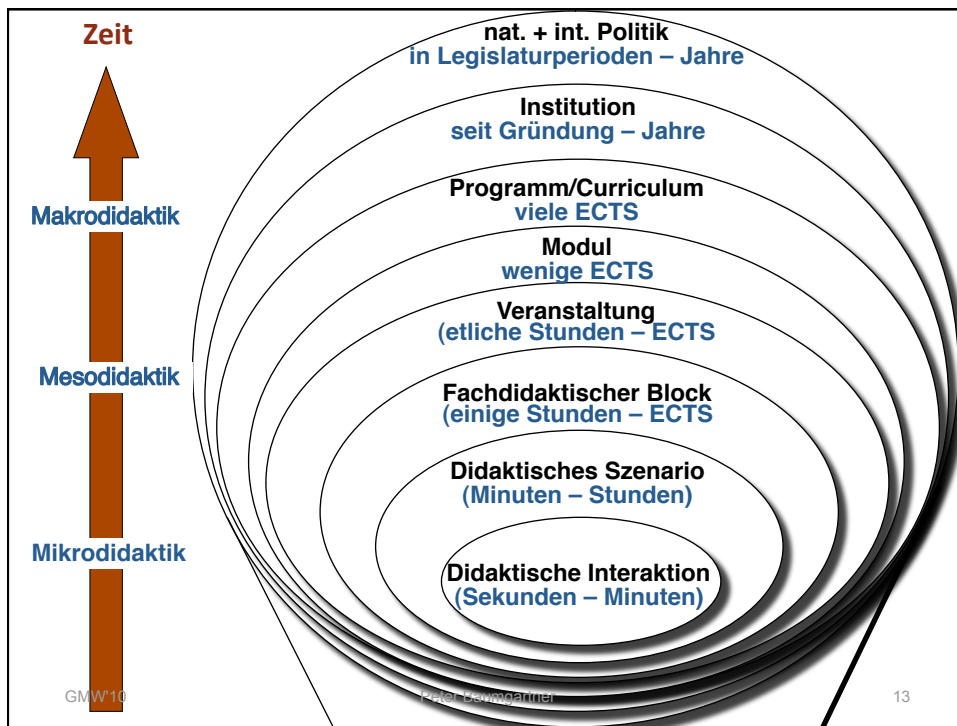 Zeit
nat. + int. Politik
in Legislaturperioden – Jahre
Institution
seit Gründung – Jahre
Programm/Curriculum
viele ECTS
Makrodidaktik
Modul
wenige ECTS
Veranstaltung
(etliche Stunden – ECTS
Mesodidaktik
Fachdidaktischer Block
(einige Stunden – ECTS
Didaktisches Szenario
(Minuten – Stunden)
Mikrodidaktik
Didaktische Interaktion
(Sekunden – Minuten)
GMW'10
Peter Baumgartner
13